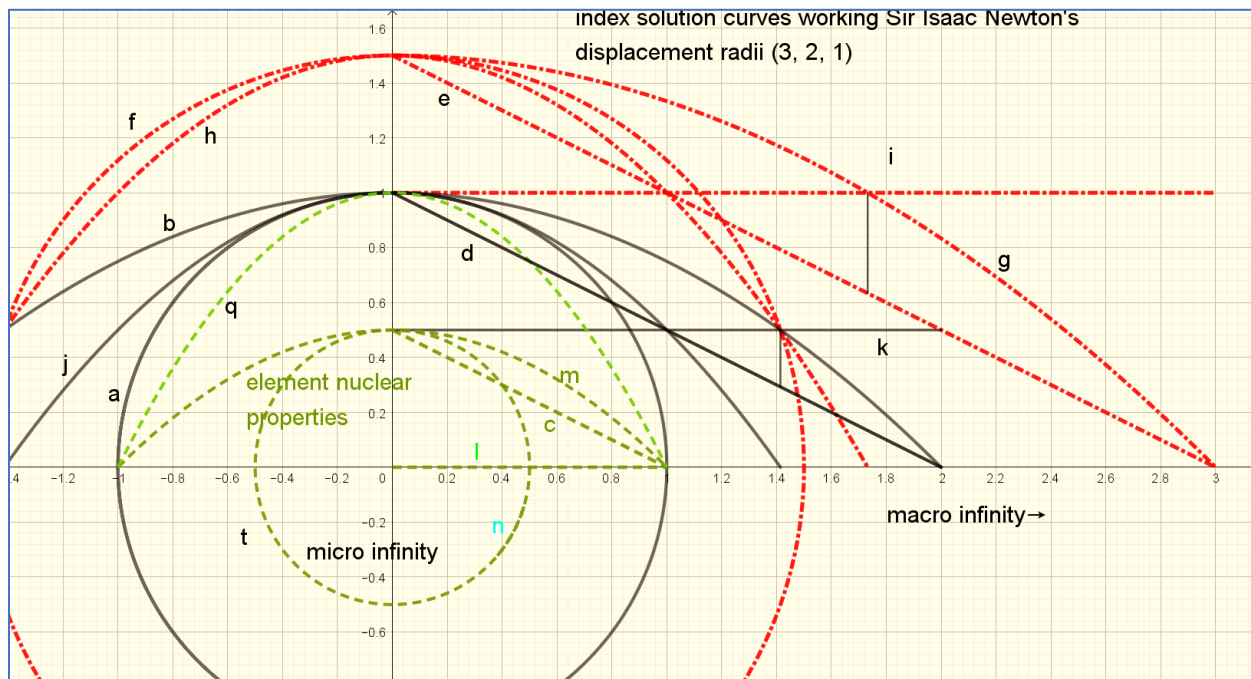 index solution curves working Sir Isaac Newton's
displacement radii (3, 2, 1)
1.6
e
f
1.4
h
1.2
i
1
b
0.8
d
g
q
0.6
k
j
0.4
element nuclear
m
a
properties
0.2
c
l
.4 −1.2 −1 −0.8 −0.6 −0.4 −0.2 0 0.2 0.4 0.6 0.8 1 1.2 1.4 1.6 1.8 2 2.2 2.4 2.6 2.8 3
macro infinity→
−0.2
n
t
micro infinity
−0.4
−0.6